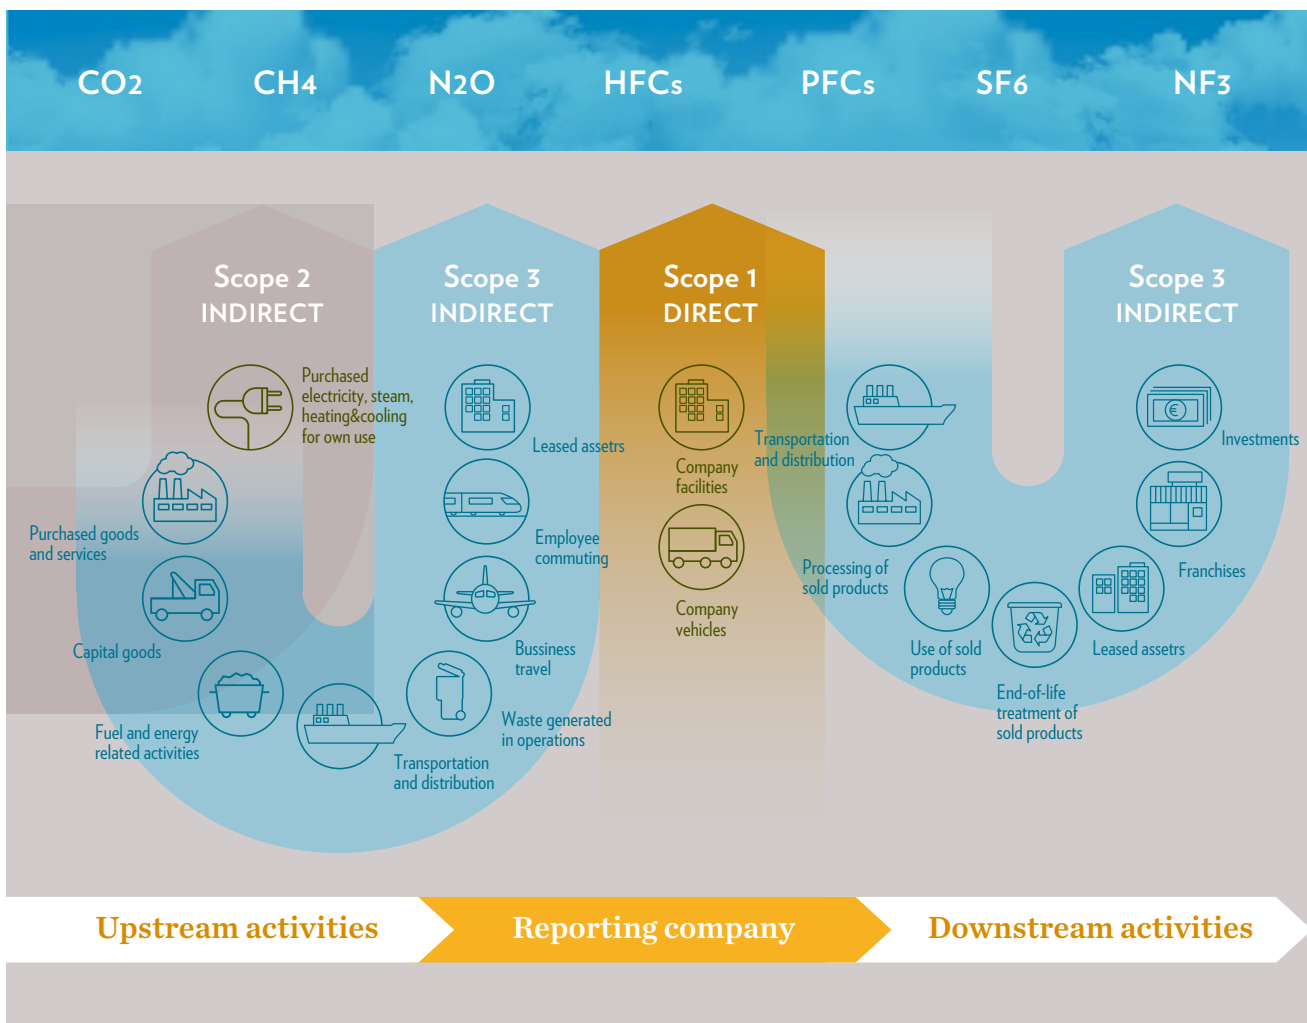 CO2
CH4
N2O
HFCs
PFCs
SF6
NF3
Scope 2
INDIRECT
Scope 3
INDIRECT
Scope 1
DIRECT
Scope 3
INDIRECT
Purchased
electricity, steam,
heating&cooling
for own use
Purchased goods
and services
Capital goods
Fuel and energy
related activities
Transportation
and distribution
Waste generated
in operations
Bussiness
travel
Employee
commuting
Leased assetrs
Company
facilities
Company
vehicles
Transportation
and distribution
Processing of
sold products
Use of sold
products
End-of-life
treatment of
sold products
Leased assetrs
Franchises
€
Investments
Upstream activities
Reporting company
Downstream activities